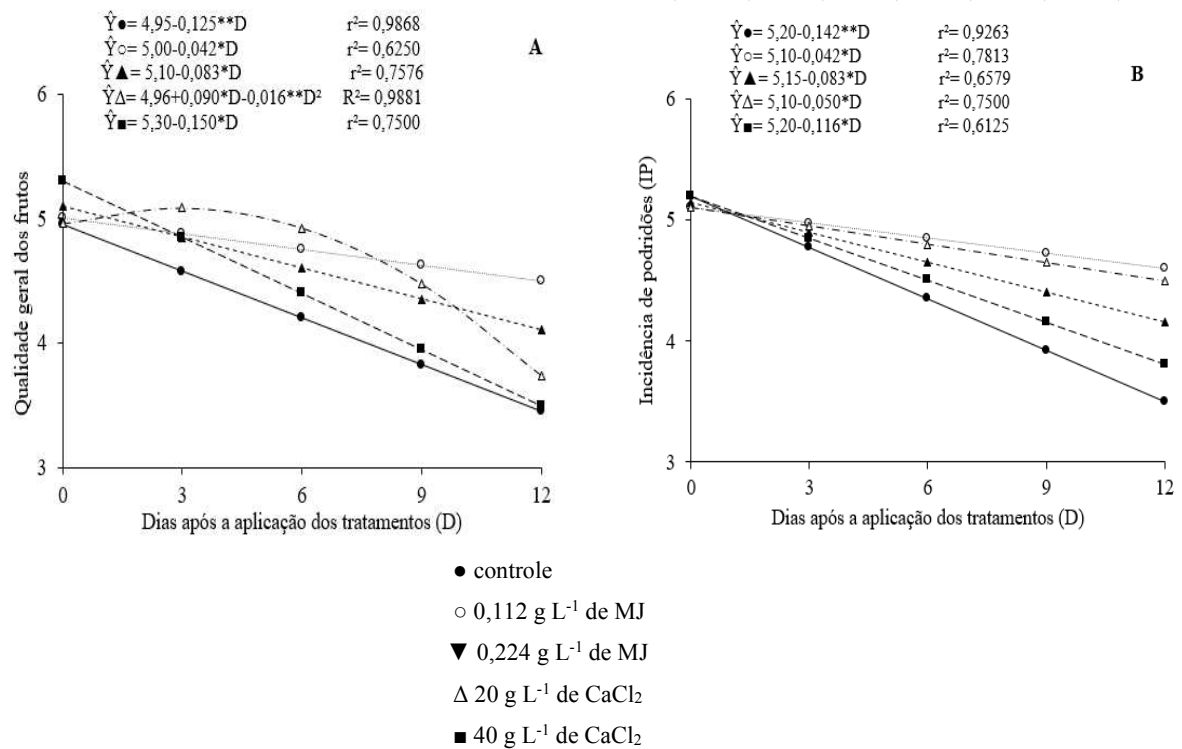 Ŷ●= 4,95-0,125**D r²= 0,9868
Ŷ○= 5,00-0,042*D r²= 0,6250
Ŷ▲= 5,10-0,083*D r²= 0,7576
Ŷ△= 4,96+0,090*D-0,016**D² R²= 0,9881
Ŷ■= 5,30-0,150*D r²= 0,7500
A
6
5
4
3
0 3 6 9 12
Qualidade geral dos frutos
Dias após a aplicação dos tratamentos (D)
Ŷ●= 5,20-0,142**D r²= 0,9263
Ŷ○= 5,10-0,042*D r²= 0,7813
Ŷ▲= 5,15-0,083*D r²= 0,6579
Ŷ△= 5,10-0,050*D r²= 0,7500
Ŷ■= 5,20-0,116*D r²= 0,6125
B
6
5
4
3
0 3 6 9 12
Incidência de podridões (IP)
Dias após a aplicação dos tratamentos (D)
● controle
○ 0,112 g L⁻¹ de MJ
▼ 0,224 g L⁻¹ de MJ
Δ 20 g L⁻¹ de CaCl₂
■ 40 g L⁻¹ de CaCl₂